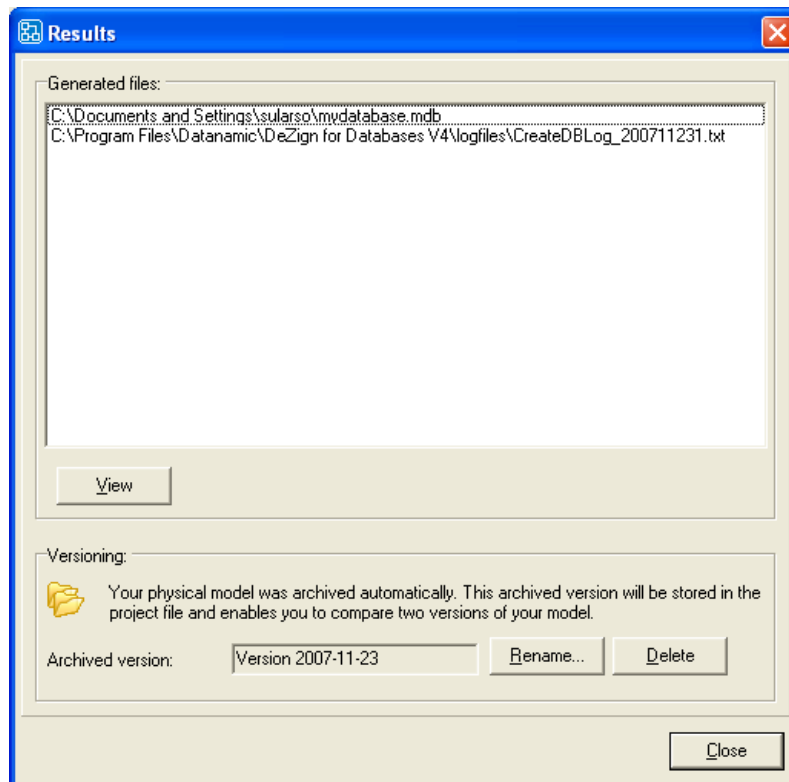 Results
Generated files:
C:\Documents and Settings\sularso\mydatabase.mdb
C:\Program Files\Datanamic\DeZign for Databases V4\logfiles\CreateDBLog_200711231.txt
View
Versioning:
Your physical model was archived automatically. This archived version will be stored in the
project file and enables you to compare two versions of your model.
Archived version:
Version 2007-11-23
Rename...
Delete
Close